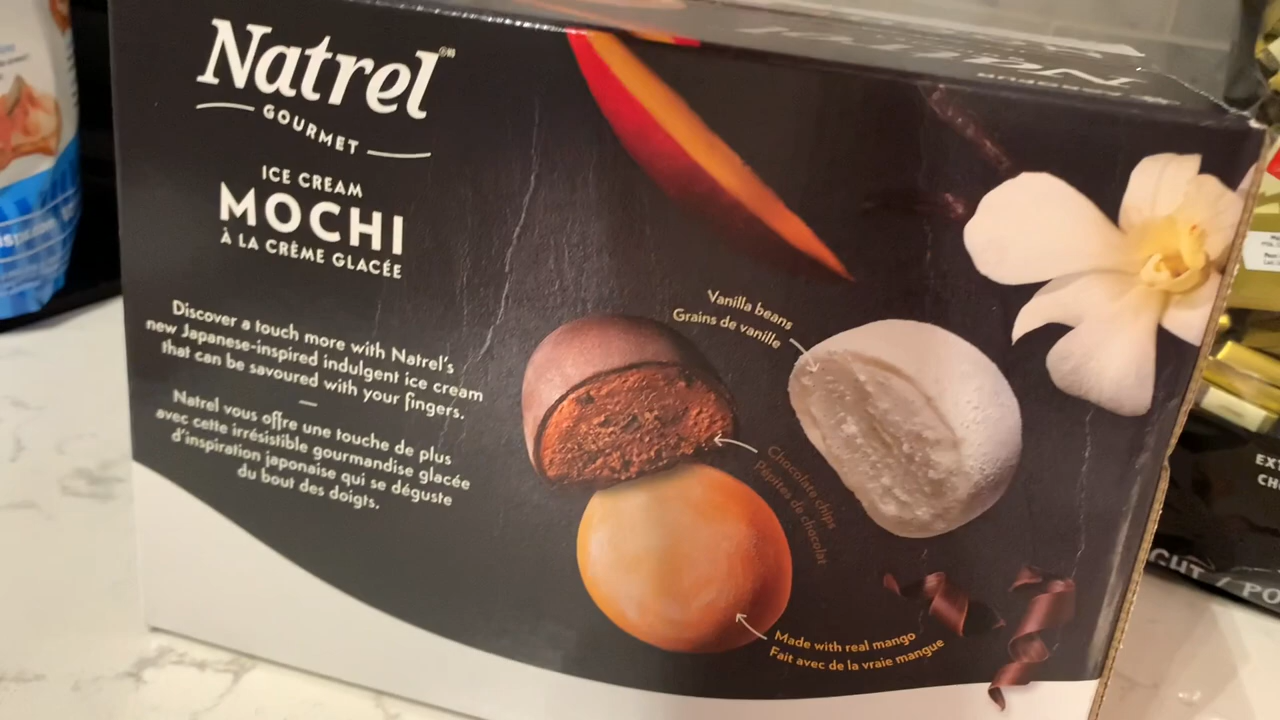 Natrel
GOURMET
ICE CREAM
MOCHI
À LA CRÈME GLACÉE
Discover a touch more with Natrel's
new Japanese-inspired indulgent ice cream
that can be savoured with your fingers.
Natrel vous offre une touche de plus
avec cette irrésistible gourmandise glacée
d'inspiration japonaise qui se déguste
du bout des doigts.
Vanilla beans
Grains de vanille
Chocolate chips
Pépites de chocolat
Made with real mango
Fait avec de la vraie mangue
Natrel